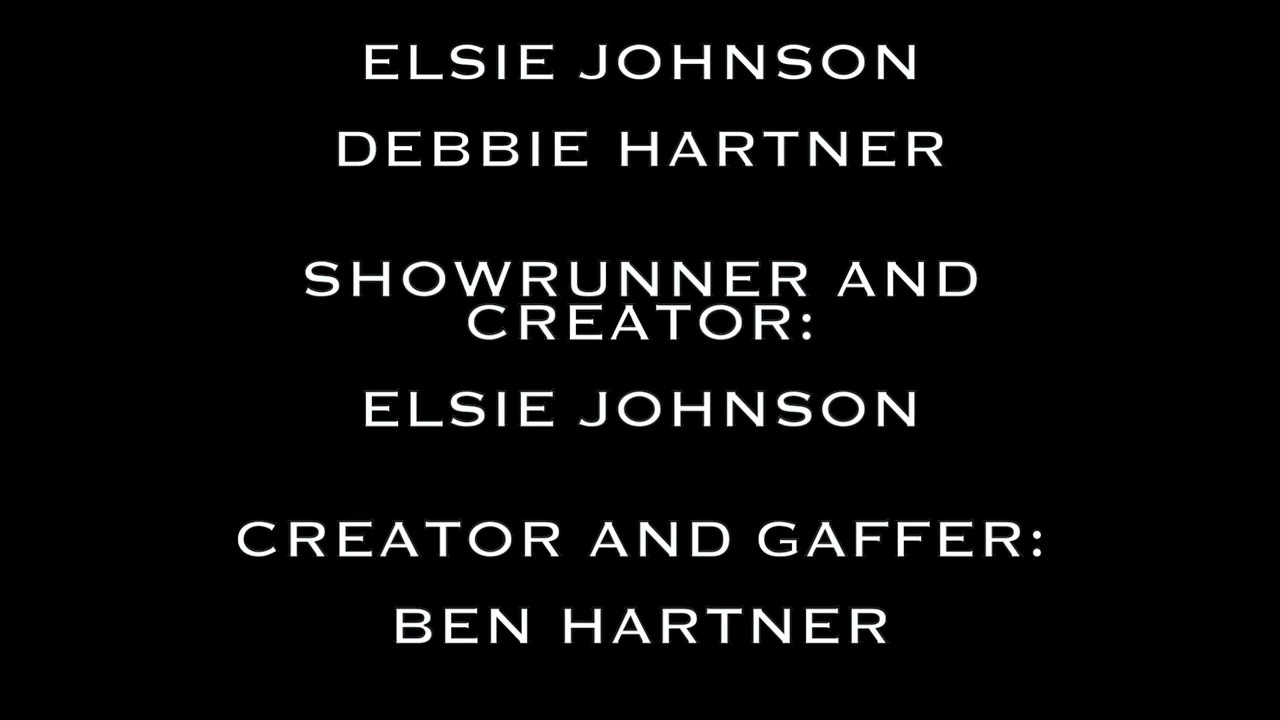 ELSIE JOHNSON
DEBBIE HARTNER
SHOWRUNNER AND
CREATOR:
ELSIE JOHNSON
CREATOR AND GAFFER:
BEN HARTNER